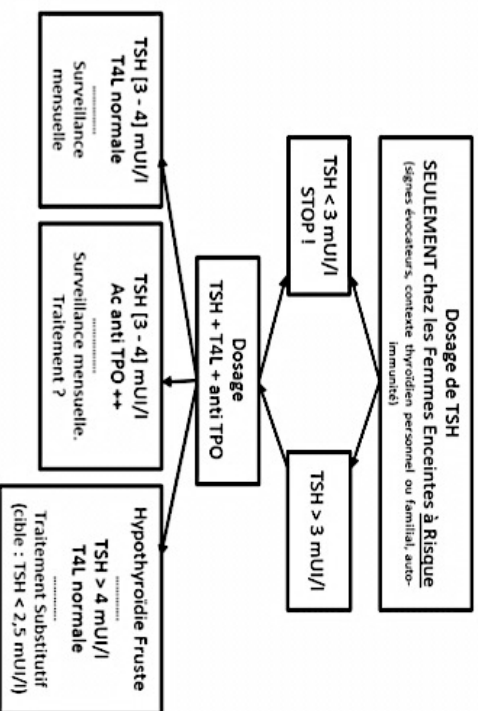 Dosage de TSH
SEULEMENT chez les Femmes Enceintes à Risque
(signes évocateurs, contexte thyroïdien personnel ou familial, auto-
immunité)
TSH < 3 mUI/l
STOP !
TSH > 3 mUI/l
Dosage
TSH + T4L + anti TPO
TSH [3 - 4] mUI/l
T4L normale
.............
Surveillance
mensuelle
TSH [3 - 4] mUI/l
Ac anti TPO ++
.............
Surveillance mensuelle.
Traitement ?
Hypothyroïdie Fruste
.............
TSH > 4 mUI/l
T4L normale
.............
Traitement Substitutif
(cible : TSH < 2,5 mUI/l)